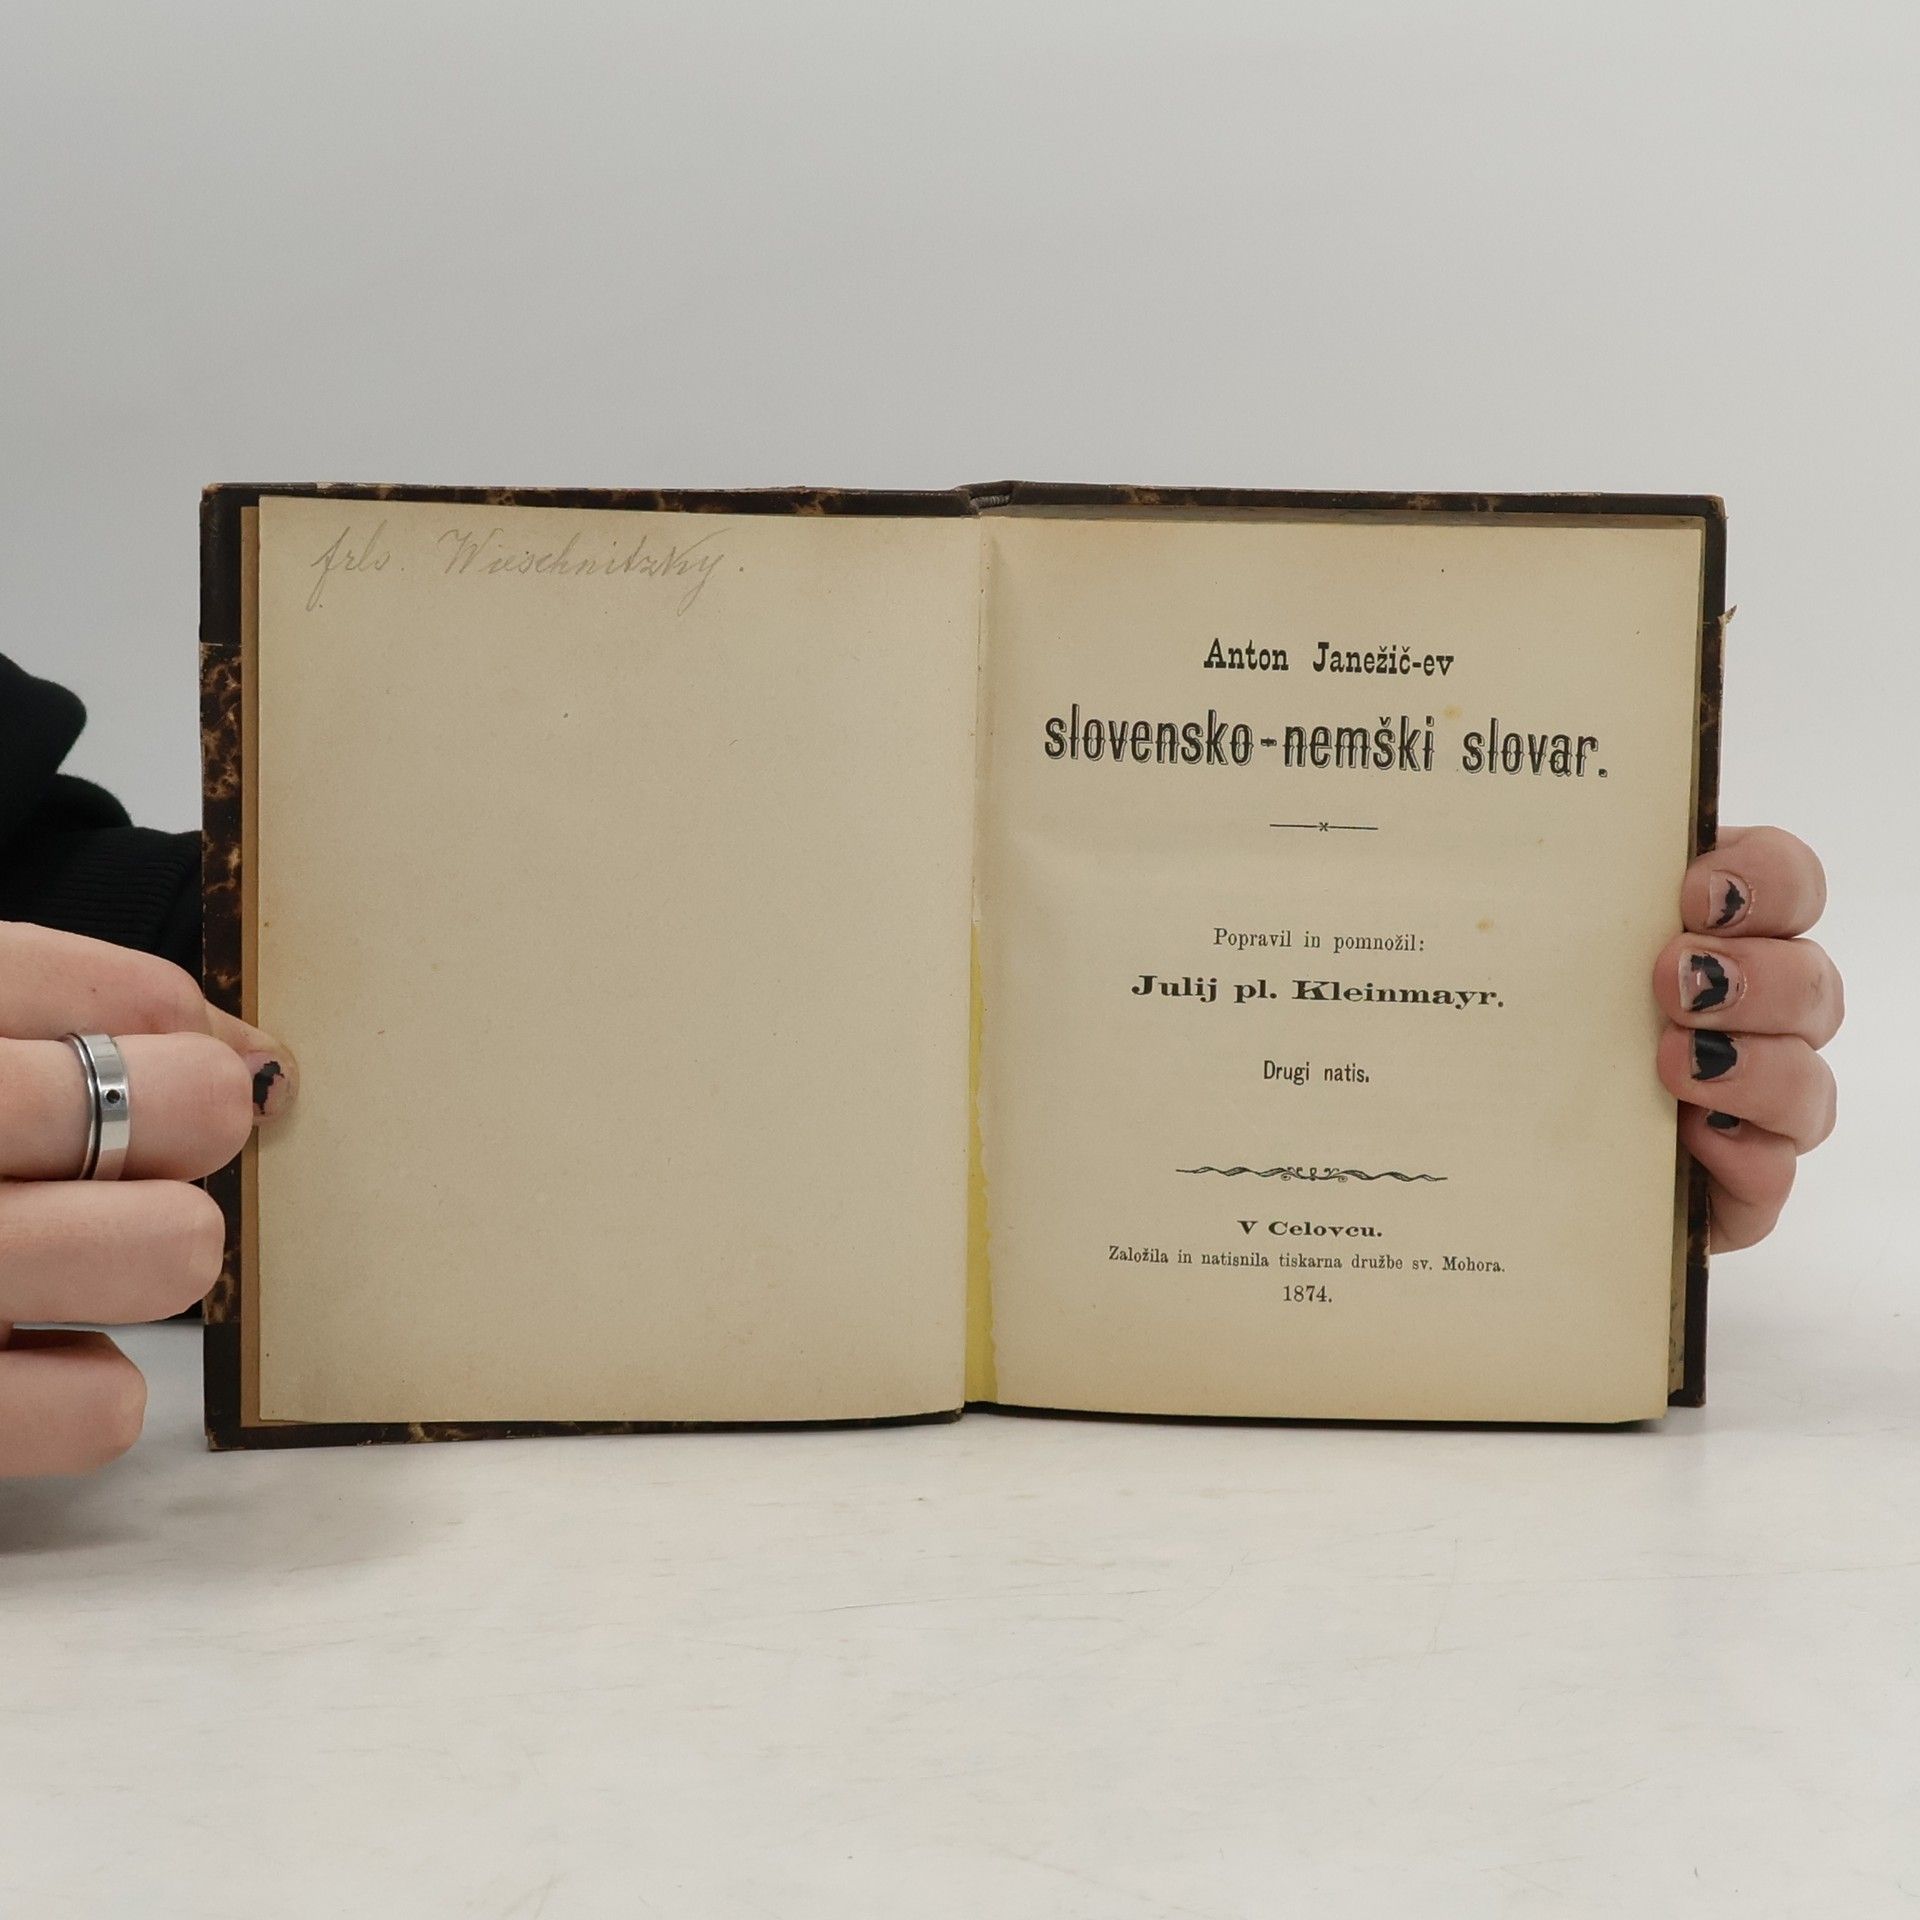 frls. Wieschnitzky.
Anton Janežič-ev
slovensko-nemški slovar.
Popravil in pomnožil:
Julij pl. Kleinmayr.
Drugi natis.
V Celovcu.
Založila in natisnila tiskarna družbe sv. Mohora.
1874.